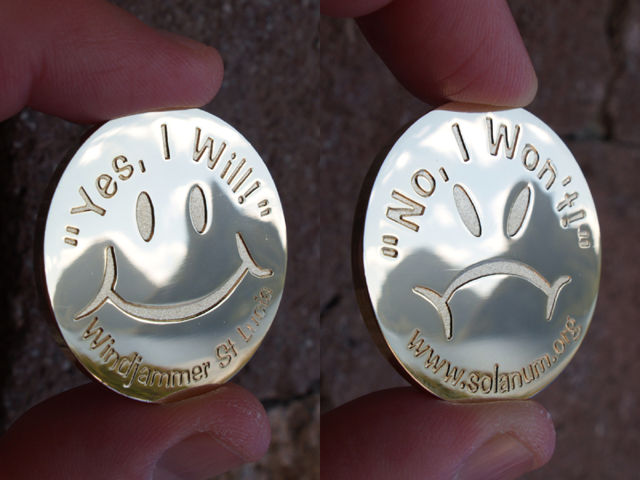 "Yes, I Will!"
Windjammer St Lucia
"No, I Won't!"
www.solanum.org